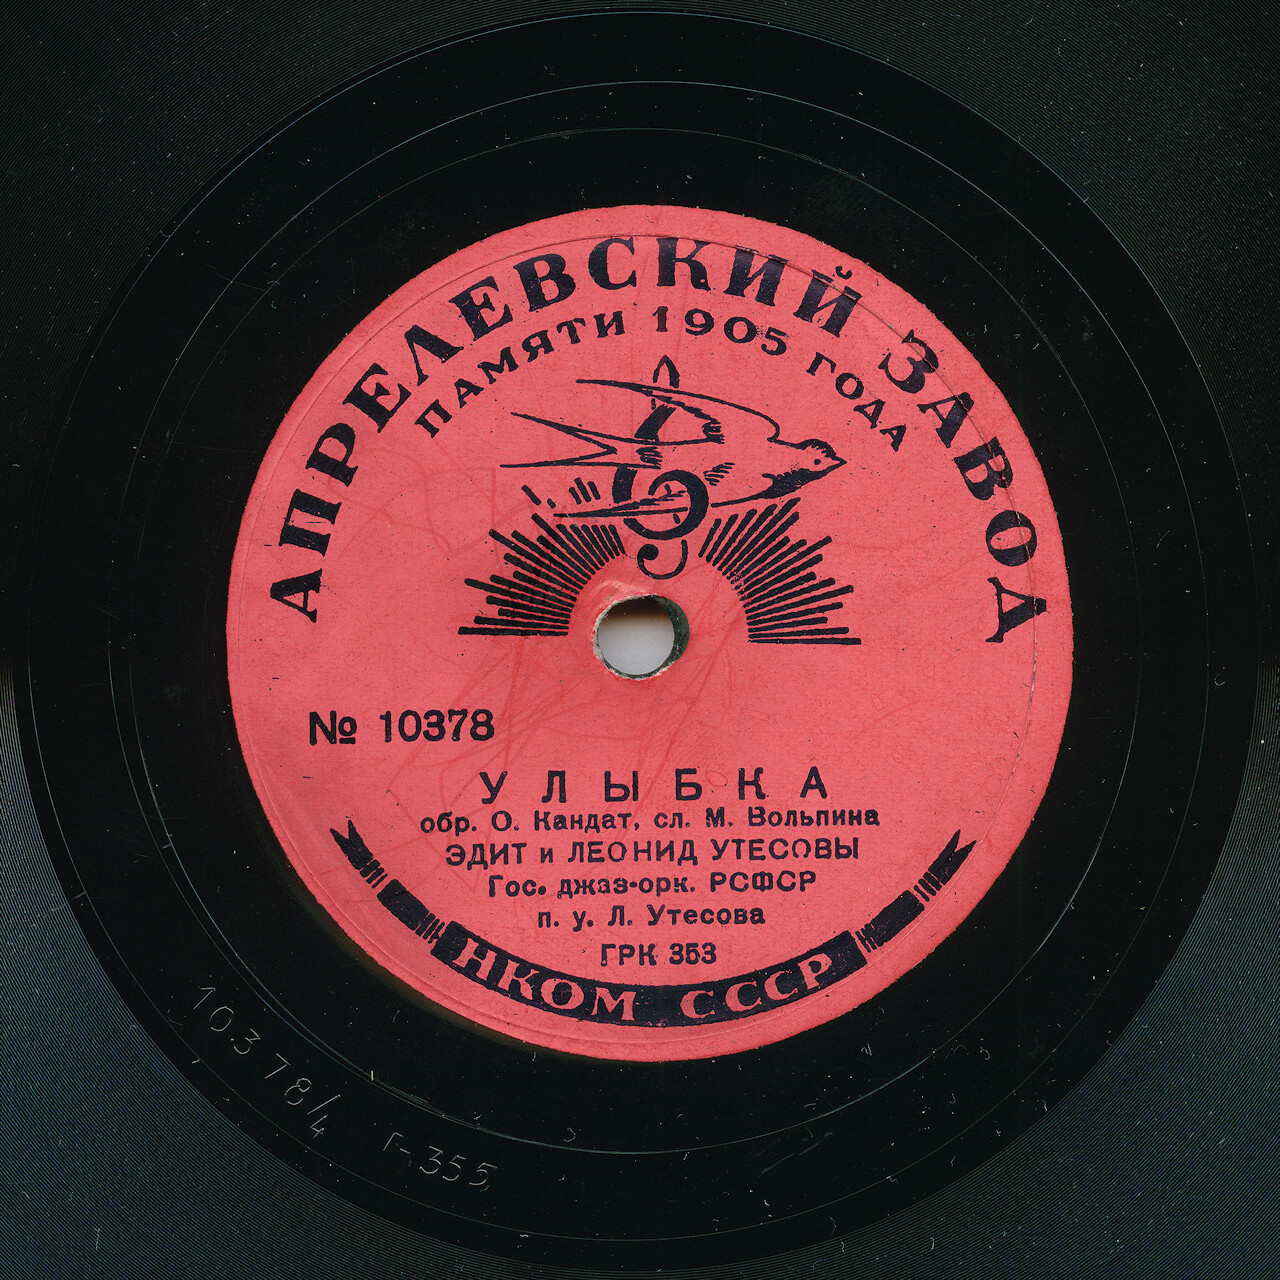 АПРЕЛЕВСКИЙ ЗАВОД
ПАМЯТИ 1905 ГОДА
№ 10378
УЛЫБКА
обр. О. Кандат, сл. М. Вольпина
ЭДИТ и ЛЕОНИД УТЕСОВЫ
Гос. джаз-орк. РСФСР
п. у. Л. Утесова
ГРК 353
НКОМ СССР
10378/4 Г-355